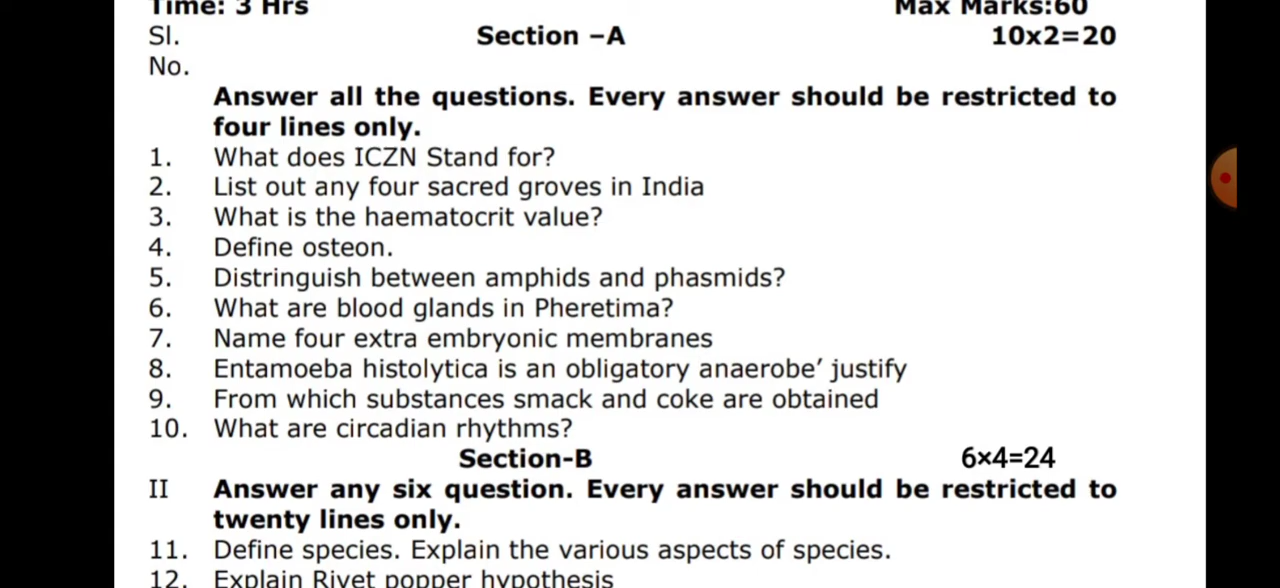 Time: 3 Hrs Max Marks:60
Sl. Section –A 10x2=20
No.
Answer all the questions. Every answer should be restricted to
four lines only.
1. What does ICZN Stand for?
2. List out any four sacred groves in India
3. What is the haematocrit value?
4. Define osteon.
5. Distringuish between amphids and phasmids?
6. What are blood glands in Pheretima?
7. Name four extra embryonic membranes
8. Entamoeba histolytica is an obligatory anaerobe’ justify
9. From which substances smack and coke are obtained
10. What are circadian rhythms?
Section-B 6×4=24
II Answer any six question. Every answer should be restricted to
twenty lines only.
11. Define species. Explain the various aspects of species.
12. Explain Rivet popper hypothesis